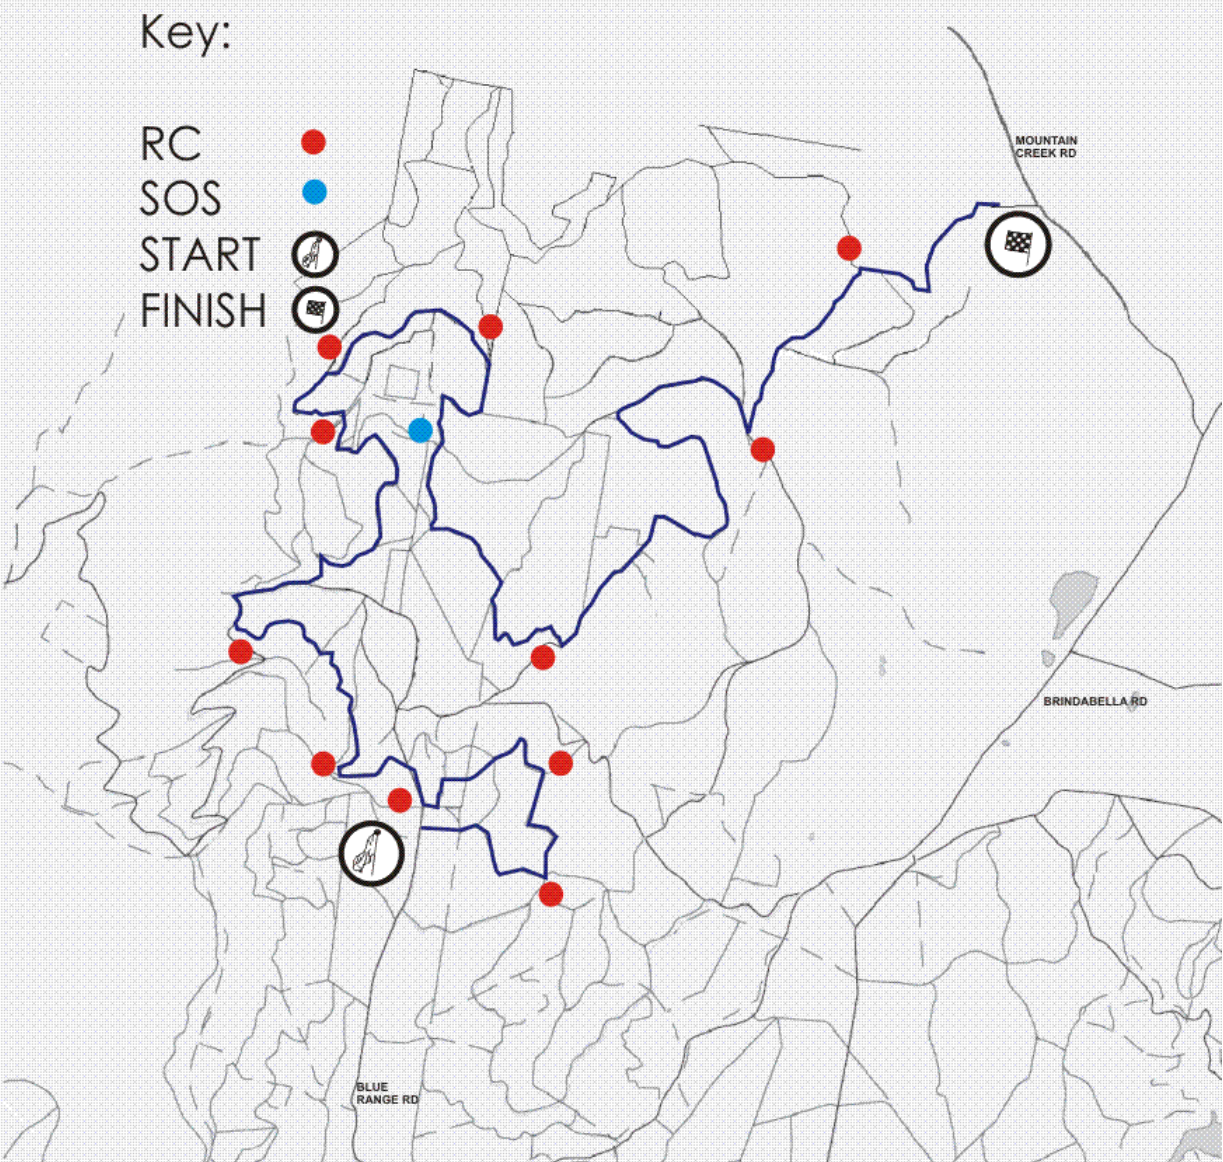 Key:
RC
SOS
START
FINISH
MOUNTAIN
CREEK RD
BRINDABELLA RD
BLUE
RANGE RD